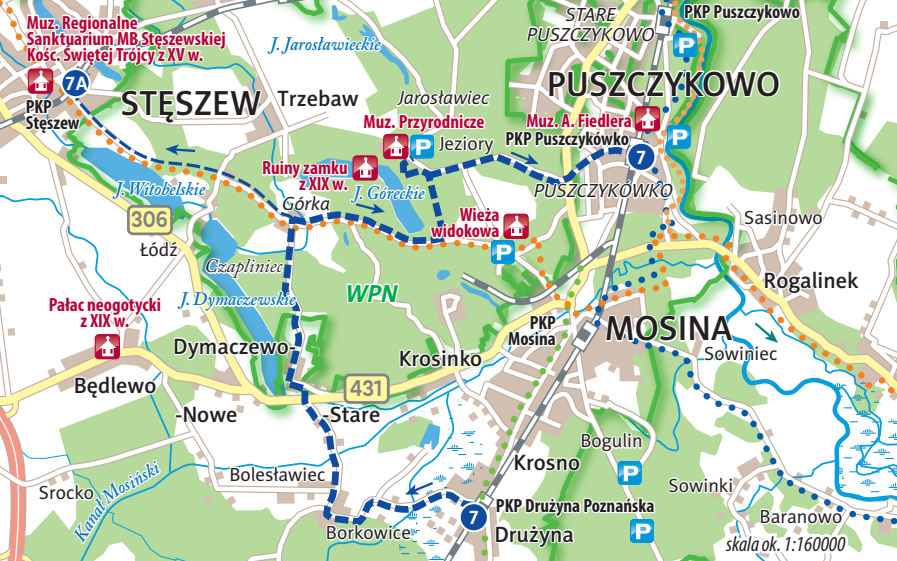 Muz. Regionalne
Sanktuarium MB Stęszewskiej
Kośc. Świętej Trójcy z XV w.
7A
PKP
Stęszew
STĘSZEW
Trzebaw
J. Jarosławieckie
Jarosławiec
Muz. Przyrodnicze
P
Jeziory
STARE
PUSZCZYKOWO
PKP Puszczykowo
P
PUSZCZYKOWO
Muz. A. Fiedlera
P
PKP Puszczykówko
7
PUSZCZYKÓWKO
Ruiny zamku
z XIX w.
J. Góreckie
Górka
J. Witobelskie
306
Łódź
Wieża
widokowa
P
Sasinowo
Rogalinek
Czapliniec
J. Dymaczewskie
WPN
Pałac neogotycki
z XIX w.
Będlewo
Dymaczewo-
-Nowe
-Stare
431
Krosinko
PKP
Mosina
MOSINA
Sowiniec
Bogulin
P
Krosno
Sowinki
Bolesławiec
Srocko
Kanał Mosiński
Borkowice
7
PKP Drużyna Poznańska
Drużyna
P
Baranowo
skala ok. 1:160000